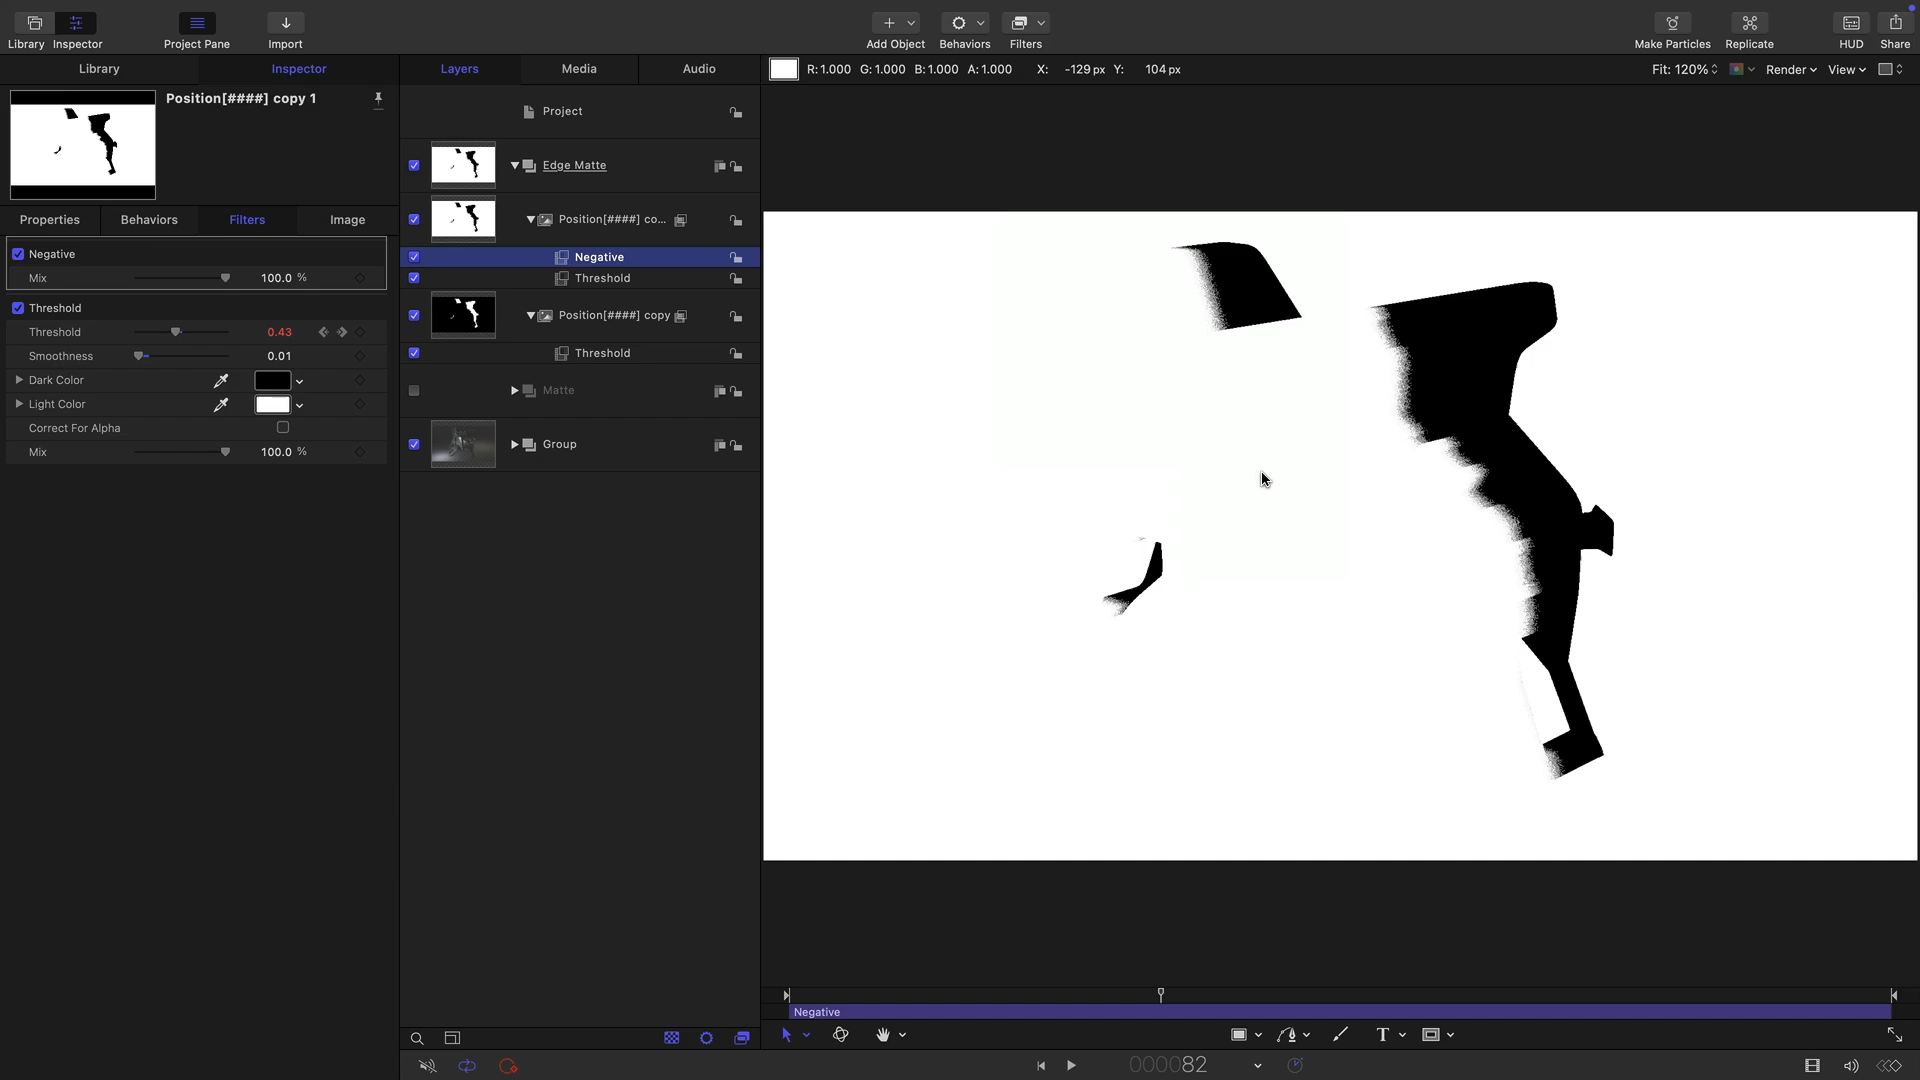 Library
Inspector
Project Pane
Import
Add Object
Behaviors
Filters
Make Particles
Replicate
HUD
Share
Library
Inspector
Layers
Media
Audio
R:1.000 G:1.000 B:1.000 A:1.000 X: -129 px Y: 104 px
Fit: 120%
Render
View
Position[####] copy 1
Properties
Behaviors
Filters
Image
Negative
Mix 100.0 %
Threshold
Threshold 0.43
Smoothness 0.01
Dark Color
Light Color
Correct For Alpha
Mix 100.0 %
Project
Edge Matte
Position[####] co...
Negative
Threshold
Position[####] copy
Threshold
Matte
Group
Negative
T
000082